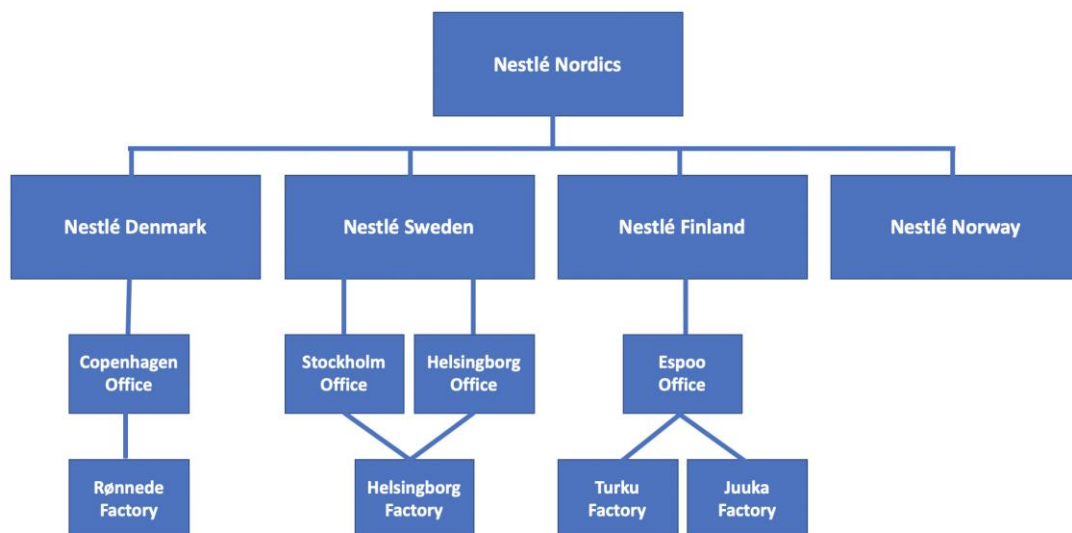 Nestlé Nordics
Nestlé Denmark
Nestlé Sweden
Nestlé Finland
Nestlé Norway
Copenhagen
Office
Stockholm
Office
Helsingborg
Office
Espoo
Office
Rønnede
Factory
Helsingborg
Factory
Turku
Factory
Juuka
Factory